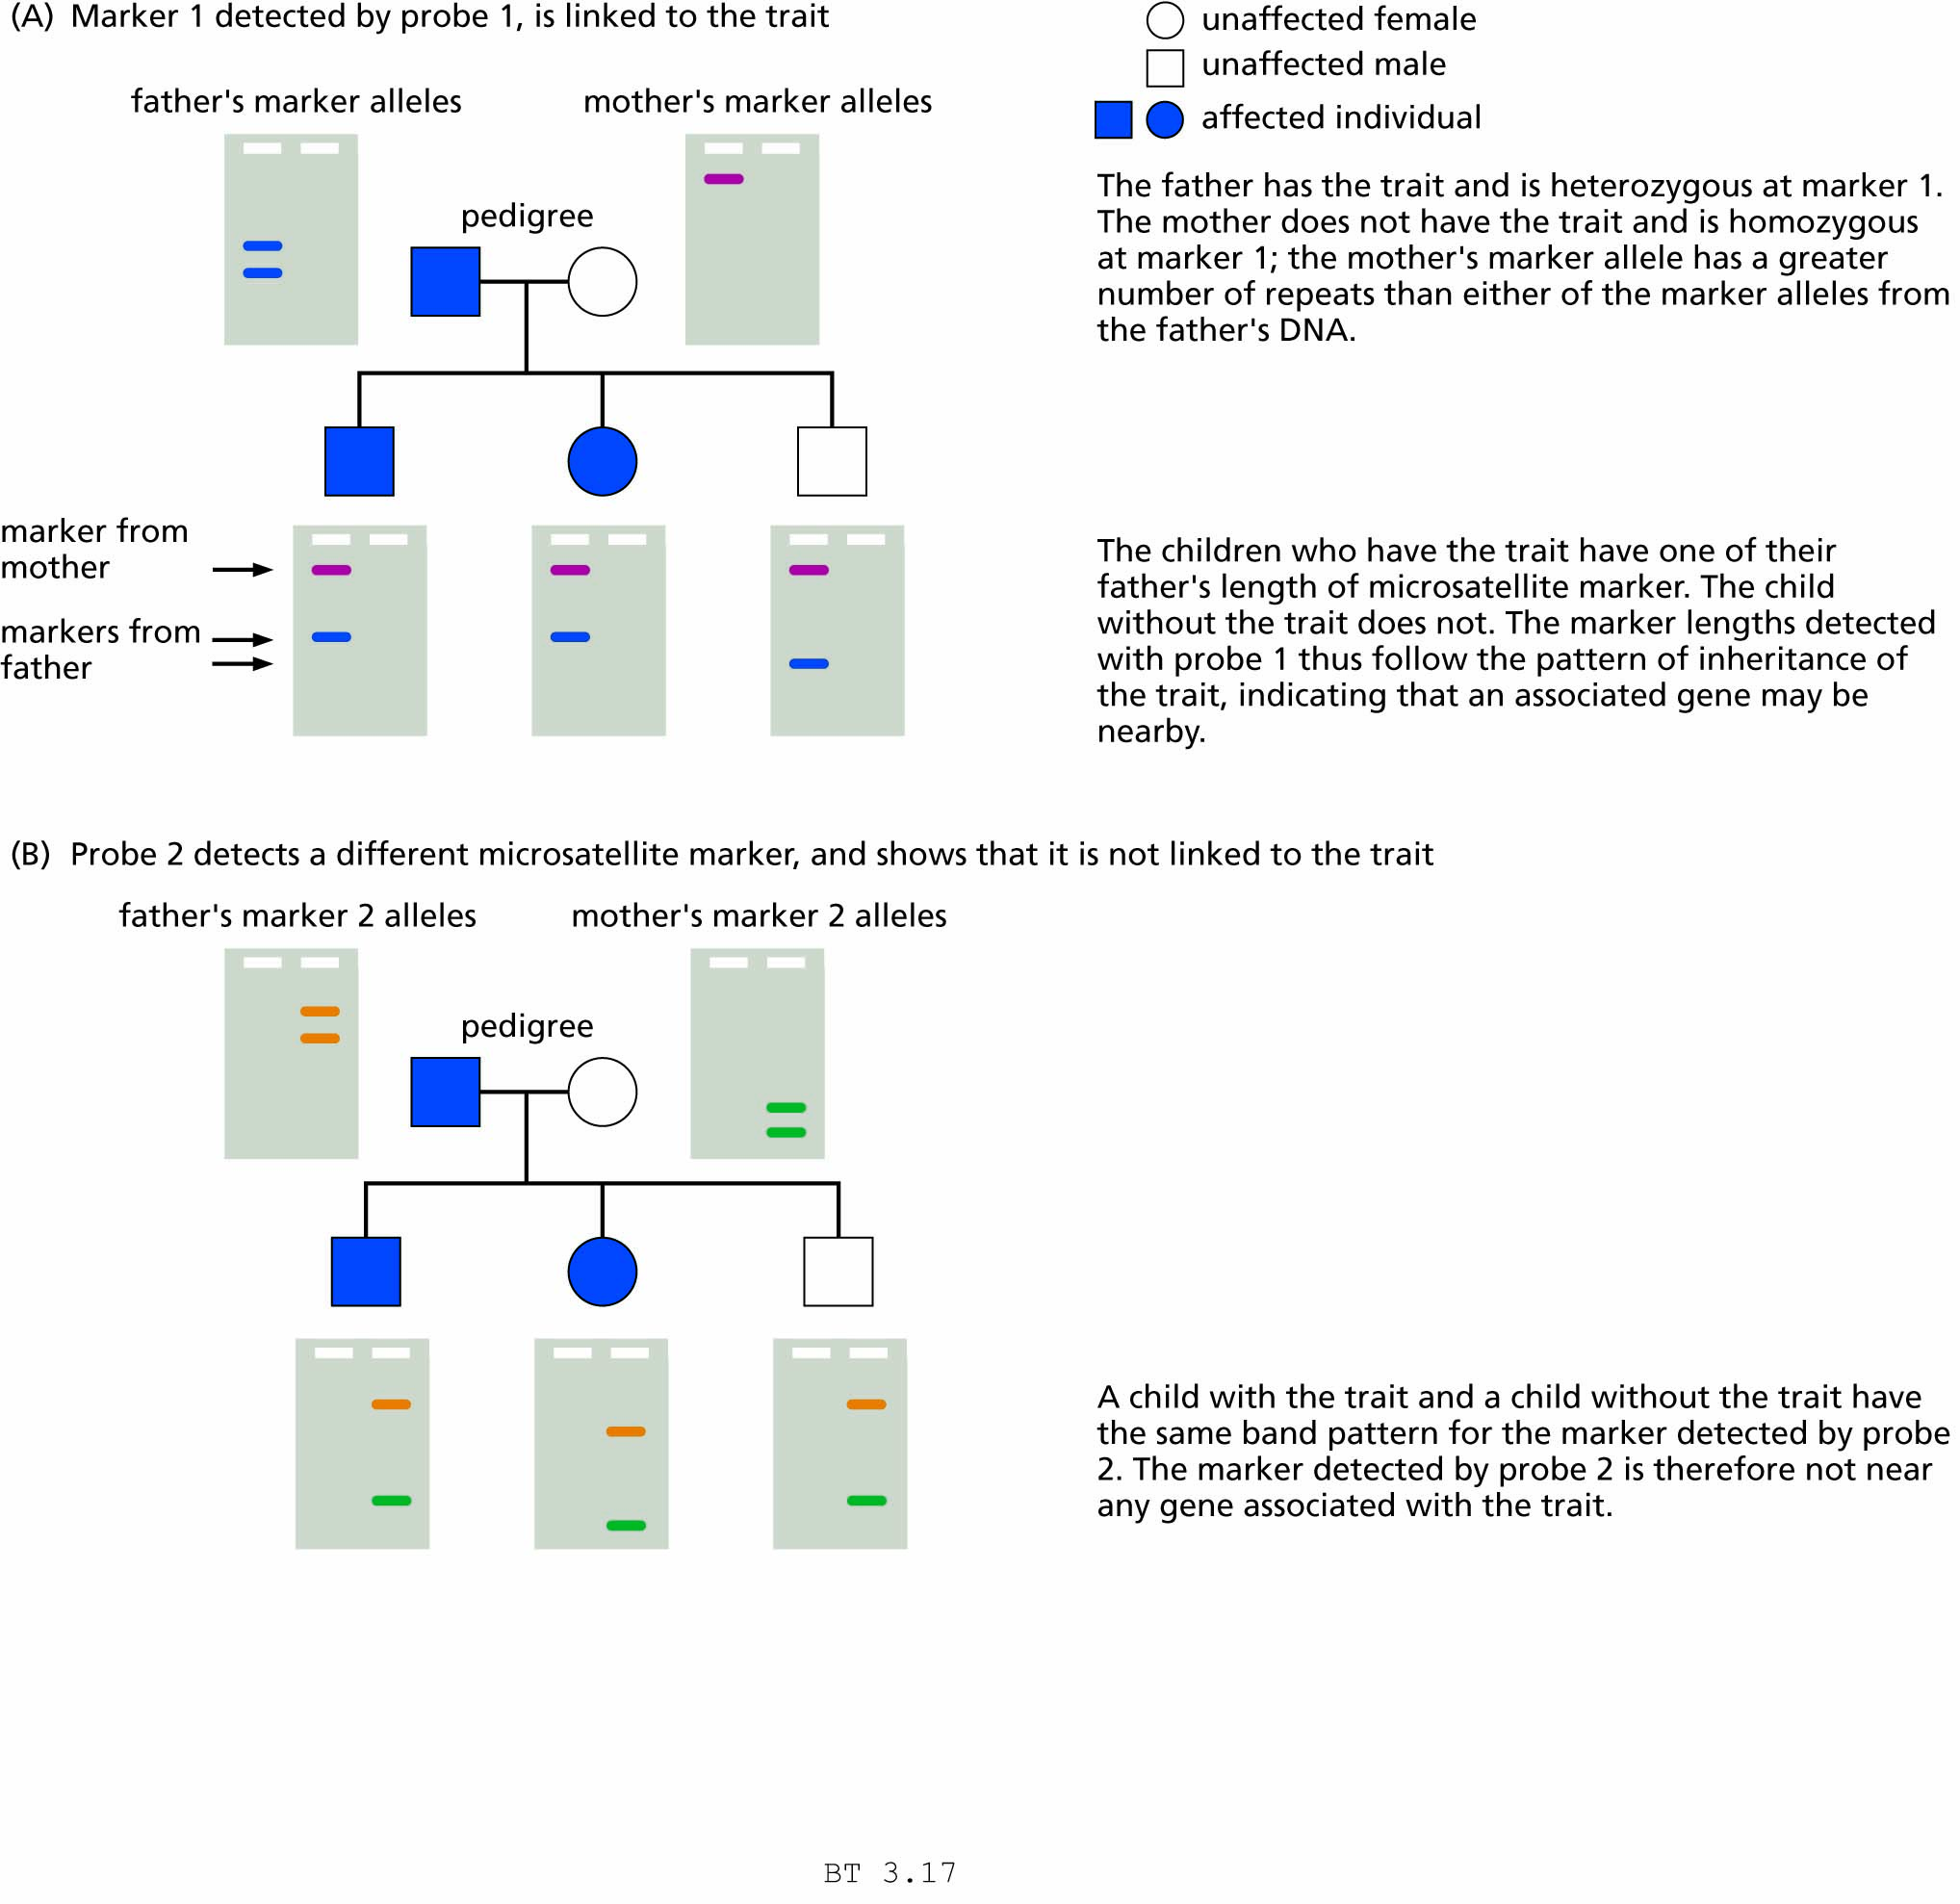 (A) Marker 1 detected by probe 1, is linked to the trait
unaffected female
unaffected male
affected individual
father's marker alleles
mother's marker alleles
pedigree
The father has the trait and is heterozygous at marker 1.
The mother does not have the trait and is homozygous
at marker 1; the mother's marker allele has a greater
number of repeats than either of the marker alleles from
the father's DNA.
marker from
mother
markers from
father
The children who have the trait have one of their
father's length of microsatellite marker. The child
without the trait does not. The marker lengths detected
with probe 1 thus follow the pattern of inheritance of
the trait, indicating that an associated gene may be
nearby.
(B) Probe 2 detects a different microsatellite marker, and shows that it is not linked to the trait
father's marker 2 alleles
mother's marker 2 alleles
pedigree
A child with the trait and a child without the trait have
the same band pattern for the marker detected by probe
2. The marker detected by probe 2 is therefore not near
any gene associated with the trait.
BT 3.17